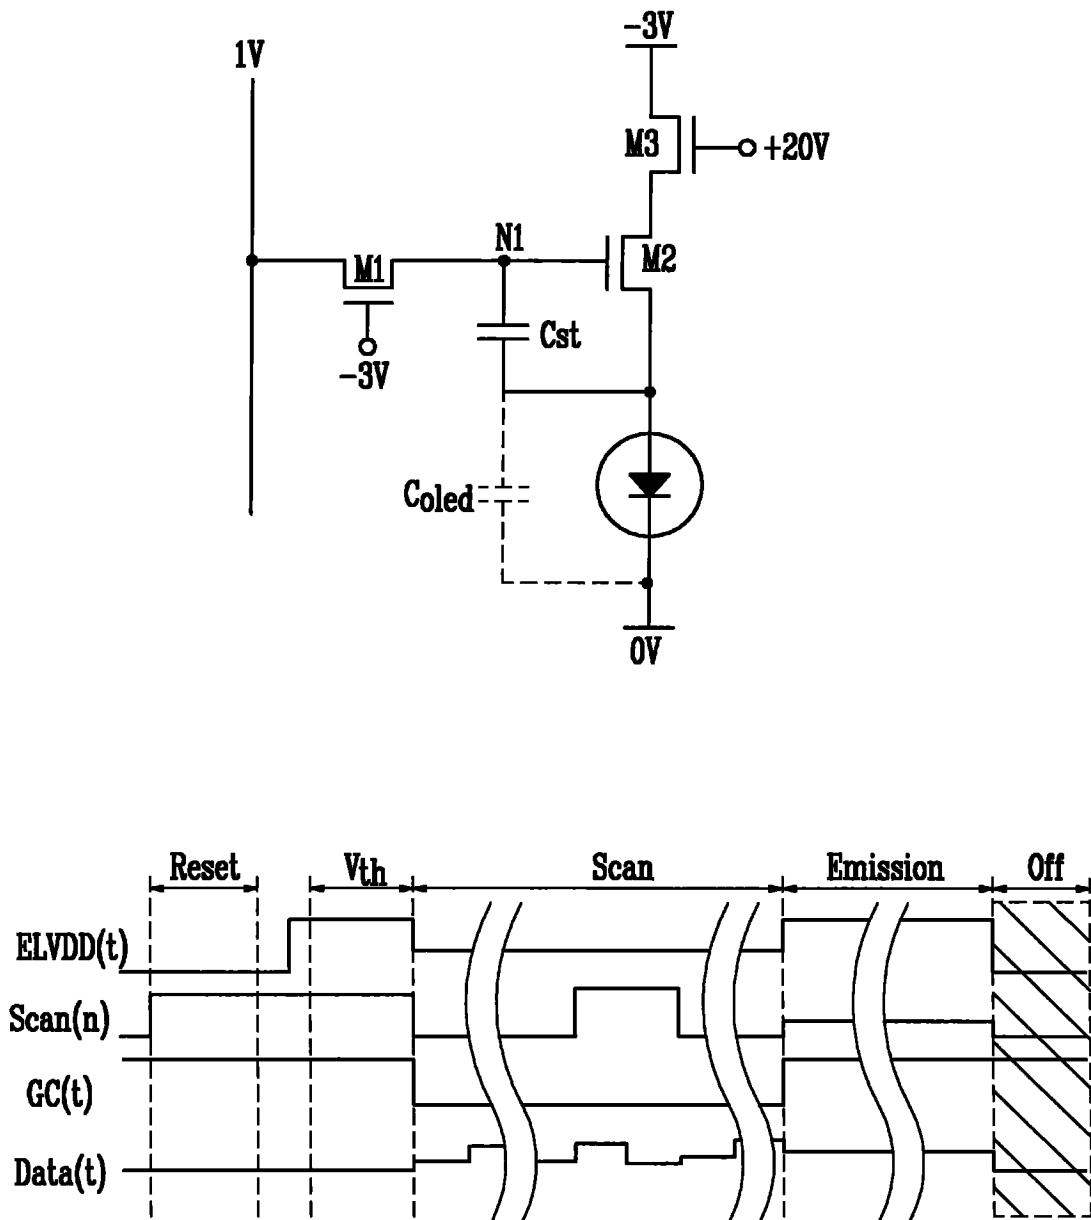 -3V
1V
M3
+20V
N1
M1
M2
Cst
-3V
Coled
0V
Reset
Vth
Scan
Emission
Off
ELVDD(t)
Scan(n)
GC(t)
Data(t)